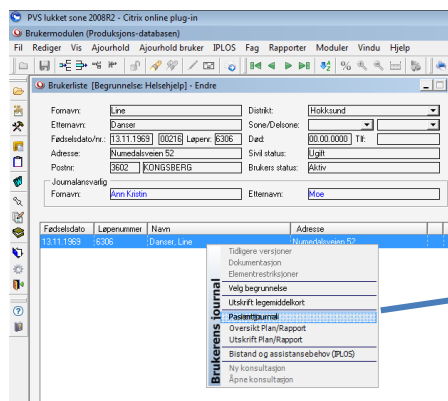 PVS lukket sone 2008R2 - Citrix online plug-in
Brukermodulen (Produksjons-databasen)
Fil Rediger Vis Ajourhold Ajourhold bruker IPLOS Fag Rapporter Moduler Vindu Hjelp
Brukerliste [Begrunnelse: Helsehjelp] - Endre
Fornavn: Line Distrikt: Hokksund
Etternavn: Danser Sone/Delsone:
Fødselsdato/nr.: 13.11.1969 00216 Løpenr: 6306 Død: 00.00.0000 Tlf:
Adresse: Numedalsveien 52 Sivil status: Ugift
Postnr: 3602 KONGSBERG Brukers status: Aktiv
Journalansvarlig
Fornavn: Ann Kristin Etternavn: Moe
Fødselsdato Løpenummer Navn Adresse
13.11.1969 6306 Danser, Line Numedalsveien 52
Brukerens journal
Tidligere versjoner
Dokumentasjon
Elementrestriksjoner
Velg begrunnelse
Utskrift legemiddelkort
Pasientjournal
Oversikt Plan/Rapport
Utskrift Plan/Rapport
Bistand og assistansebehov (IPLOS)
Ny konsultasjon
Åpne konsultasjon